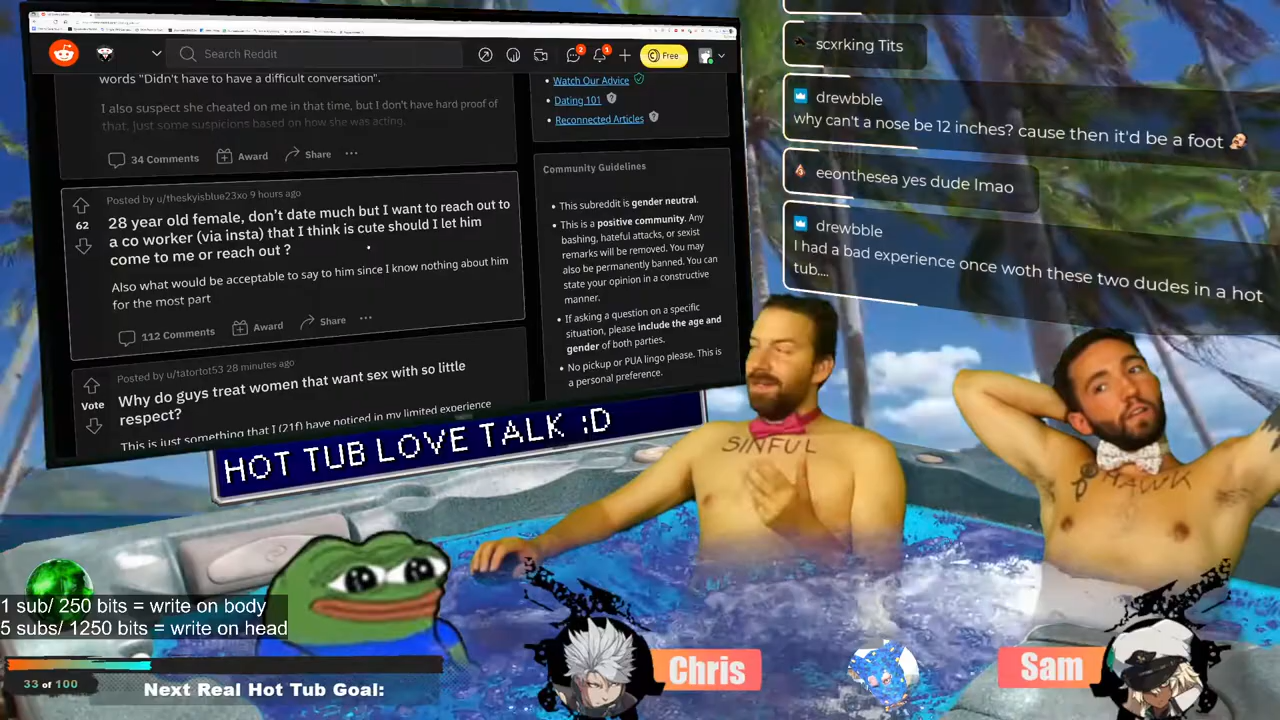 Search Reddit
2
1
Free
words "Didn't have to have a difficult conversation".
I also suspect she cheated on me in that time, but I don't have hard proof of
that, just some suspicions based on how she was acting.
34 Comments
Award
Share
Posted by u/theskyisblue23xo 9 hours ago
62
28 year old female, don't date much but I want to reach out to
a co worker (via insta) that I think is cute should I let him
come to me or reach out ?
Also what would be acceptable to say to him since I know nothing about him
for the most part
112 Comments
Award
Share
Posted by u/tatortot53 28 minutes ago
Vote
Why do guys treat women that want sex with so little
respect?
This is just something that I (21f) have noticed in my limited experience
Watch Our Advice
Dating 101
Reconnected Articles
Community Guidelines
This subreddit is gender neutral.
This is a positive community. Any
bashing, hateful attacks, or sexist
remarks will be removed. You may
also be permanently banned. You can
state your opinion in a constructive
manner.
If asking a question on a specific
situation, please include the age and
gender of both parties.
No pickup or PUA lingo please. This is
a personal preference.
scxrking Tits
drewbble
why can't a nose be 12 inches? cause then it'd be a foot
eeonthesea yes dude lmao
drewbble
I had a bad experience once woth these two dudes in a hot
tub....
HOT TUB LOVE TALK :D
SINFUL
HAWK
1 sub/ 250 bits = write on body
5 subs/ 1250 bits = write on head
33 of 100
Next Real Hot Tub Goal:
Chris
Sam